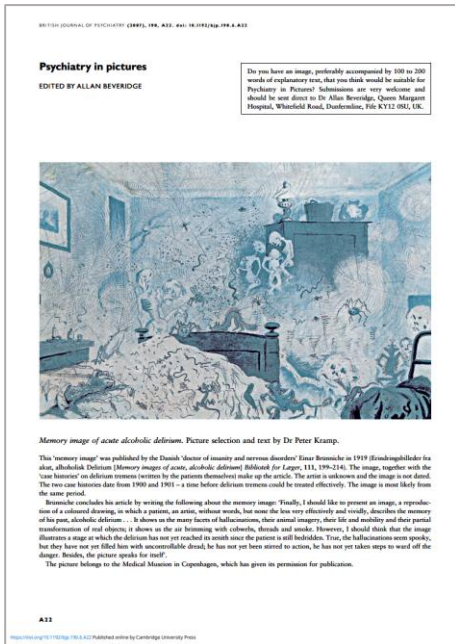 BRITISH JOURNAL OF PSYCHIATRY (2007), 190, A22. doi: 10.1192/bjp.190.6.A22
Psychiatry in pictures
EDITED BY ALLAN BEVERIDGE
Do you have an image, preferably accompanied by 100 to 200
words of explanatory text, that you think would be suitable for
Psychiatry in Pictures? Submissions are very welcome and
should be sent direct to Dr Allan Beveridge, Queen Margaret
Hospital, Whitefield Road, Dunfermline, Fife KY12 0SU, UK.
Memory image of acute alcoholic delirium. Picture selection and text by Dr Peter Kramp.
This 'memory image' was published by the Danish 'doctor of insanity and nervous disorders' Einar Brünniche in 1919 (Erindringsbilleder fra
akut, alhoholisk Delirium [Memory images of acute, alcoholic delirium] Bibliotek for Læger, 111, 199–214). The image, together with the
'case histories' on delirium tremens (written by the patients themselves) make up the article. The artist is unknown and the image is not dated.
The two case histories date from 1900 and 1901 – a time before delirium tremens could be treated effectively. The image is most likely from
the same period.
Brünniche concludes his article by writing the following about the memory image: 'Finally, I should like to present an image, a reproduc-
tion of a coloured drawing, in which a patient, an artist, without words, but none the less very effectively and vividly, describes the memory
of his past, alcoholic delirium . . . It shows us the many facets of hallucinations, their animal imagery, their life and mobility and their partial
transformation of real objects; it shows us the air brimming with cobwebs, threads and smoke. However, I should think that the image
illustrates a stage at which the delirium has not yet reached its zenith since the patient is still bedridden. True, the hallucinations seem spooky,
but they have not yet filled him with uncontrollable dread; he has not yet been stirred to action, he has not yet taken steps to ward off the
danger. Besides, the picture speaks for itself'.
The picture belongs to the Medical Museion in Copenhagen, which has given its permission for publication.
A22
https://doi.org/10.1192/bjp.190.6.A22 Published online by Cambridge University Press